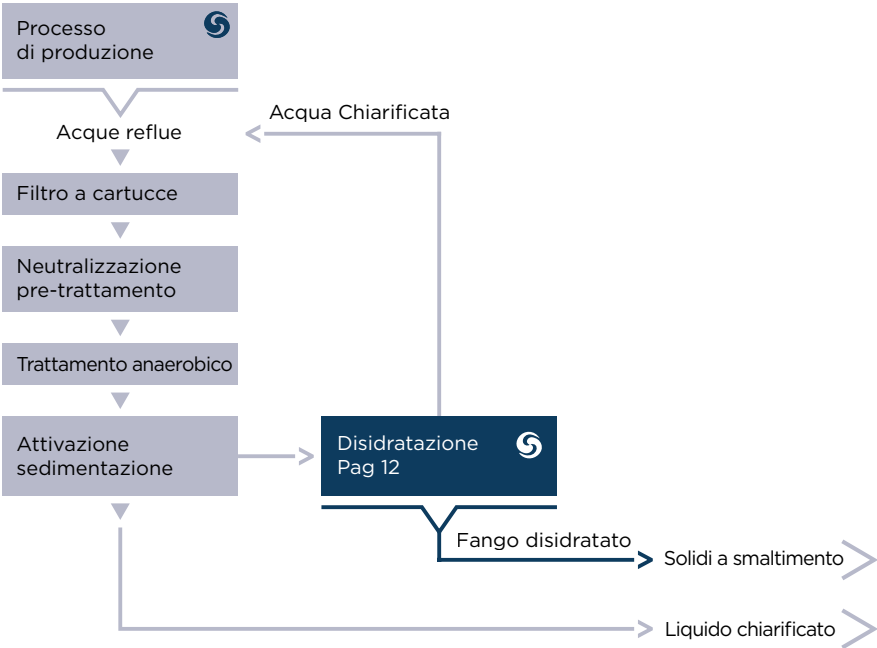 Processo
di produzione
Acqua Chiarificata
Acque reflue
Filtro a cartucce
Neutralizzazione
pre-trattamento
Trattamento anaerobico
Attivazione
sedimentazione
Disidratazione
Pag 12
Fango disidratato
Solidi a smaltimento
Liquido chiarificato